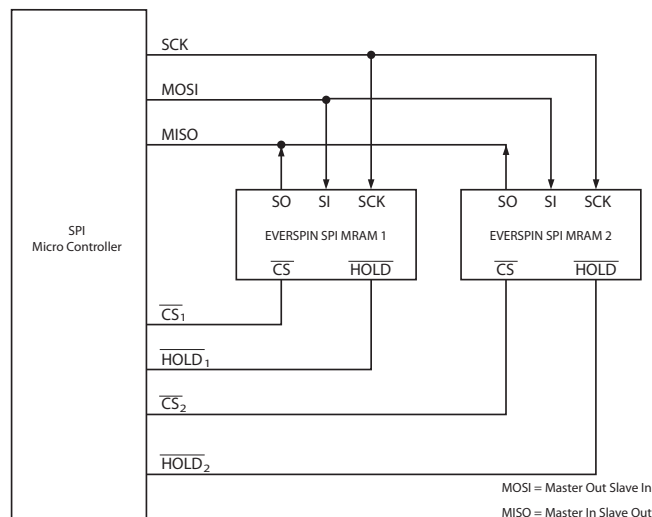 SCK
MOSI
MISO
SO SI SCK
SO SI SCK
SPI
Micro Controller
EVERSPIN SPI MRAM 1
EVERSPIN SPI MRAM 2
CS HOLD
CS HOLD
CS1
HOLD1
CS2
HOLD2
MOSI = Master Out Slave In
MISO = Master In Slave Out